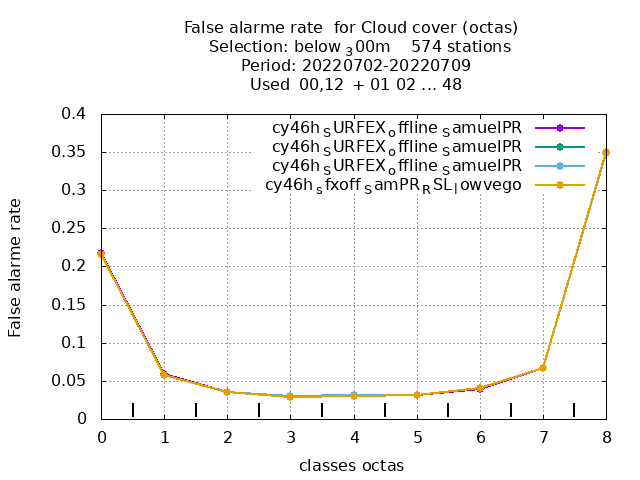 False alarme rate  for Cloud cover (octas)
Selection: below ₃00m    574 stations
Period: 20220702-20220709
Used  00,12  + 01 02 ... 48
cy46h_SURFEX_offline_SamuelPR
cy46h_SURFEX_offline_SamuelPR
cy46h_SURFEX_offline_SamuelPR
cy46h_sfxoff_SamPR_RSL_lowvego
0.4
0.35
0.3
0.25
0.2
0.15
0.1
0.05
0
False alarme rate
0 1 2 3 4 5 6 7 8
classes octas